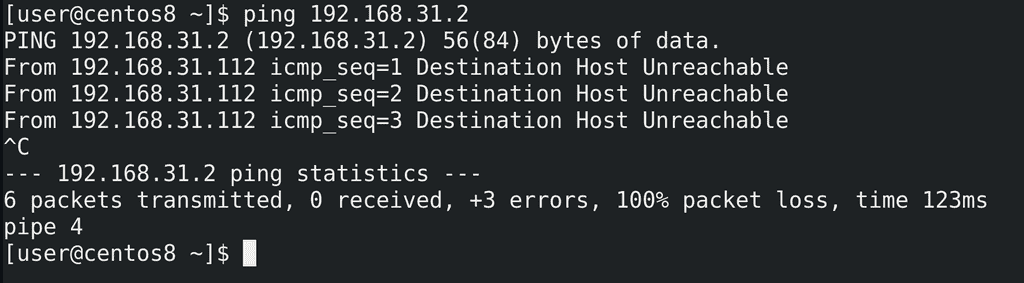 [user@centos8 ~]$ ping 192.168.31.2
PING 192.168.31.2 (192.168.31.2) 56(84) bytes of data.
From 192.168.31.112 icmp_seq=1 Destination Host Unreachable
From 192.168.31.112 icmp_seq=2 Destination Host Unreachable
From 192.168.31.112 icmp_seq=3 Destination Host Unreachable
^C
--- 192.168.31.2 ping statistics ---
6 packets transmitted, 0 received, +3 errors, 100% packet loss, time 123ms
pipe 4
[user@centos8 ~]$